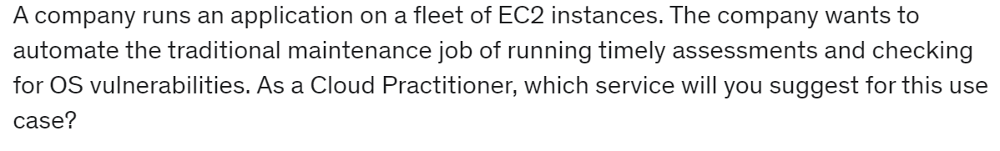 A company runs an application on a fleet of EC2 instances. The company wants to
automate the traditional maintenance job of running timely assessments and checking
for OS vulnerabilities. As a Cloud Practitioner, which service will you suggest for this use
case?